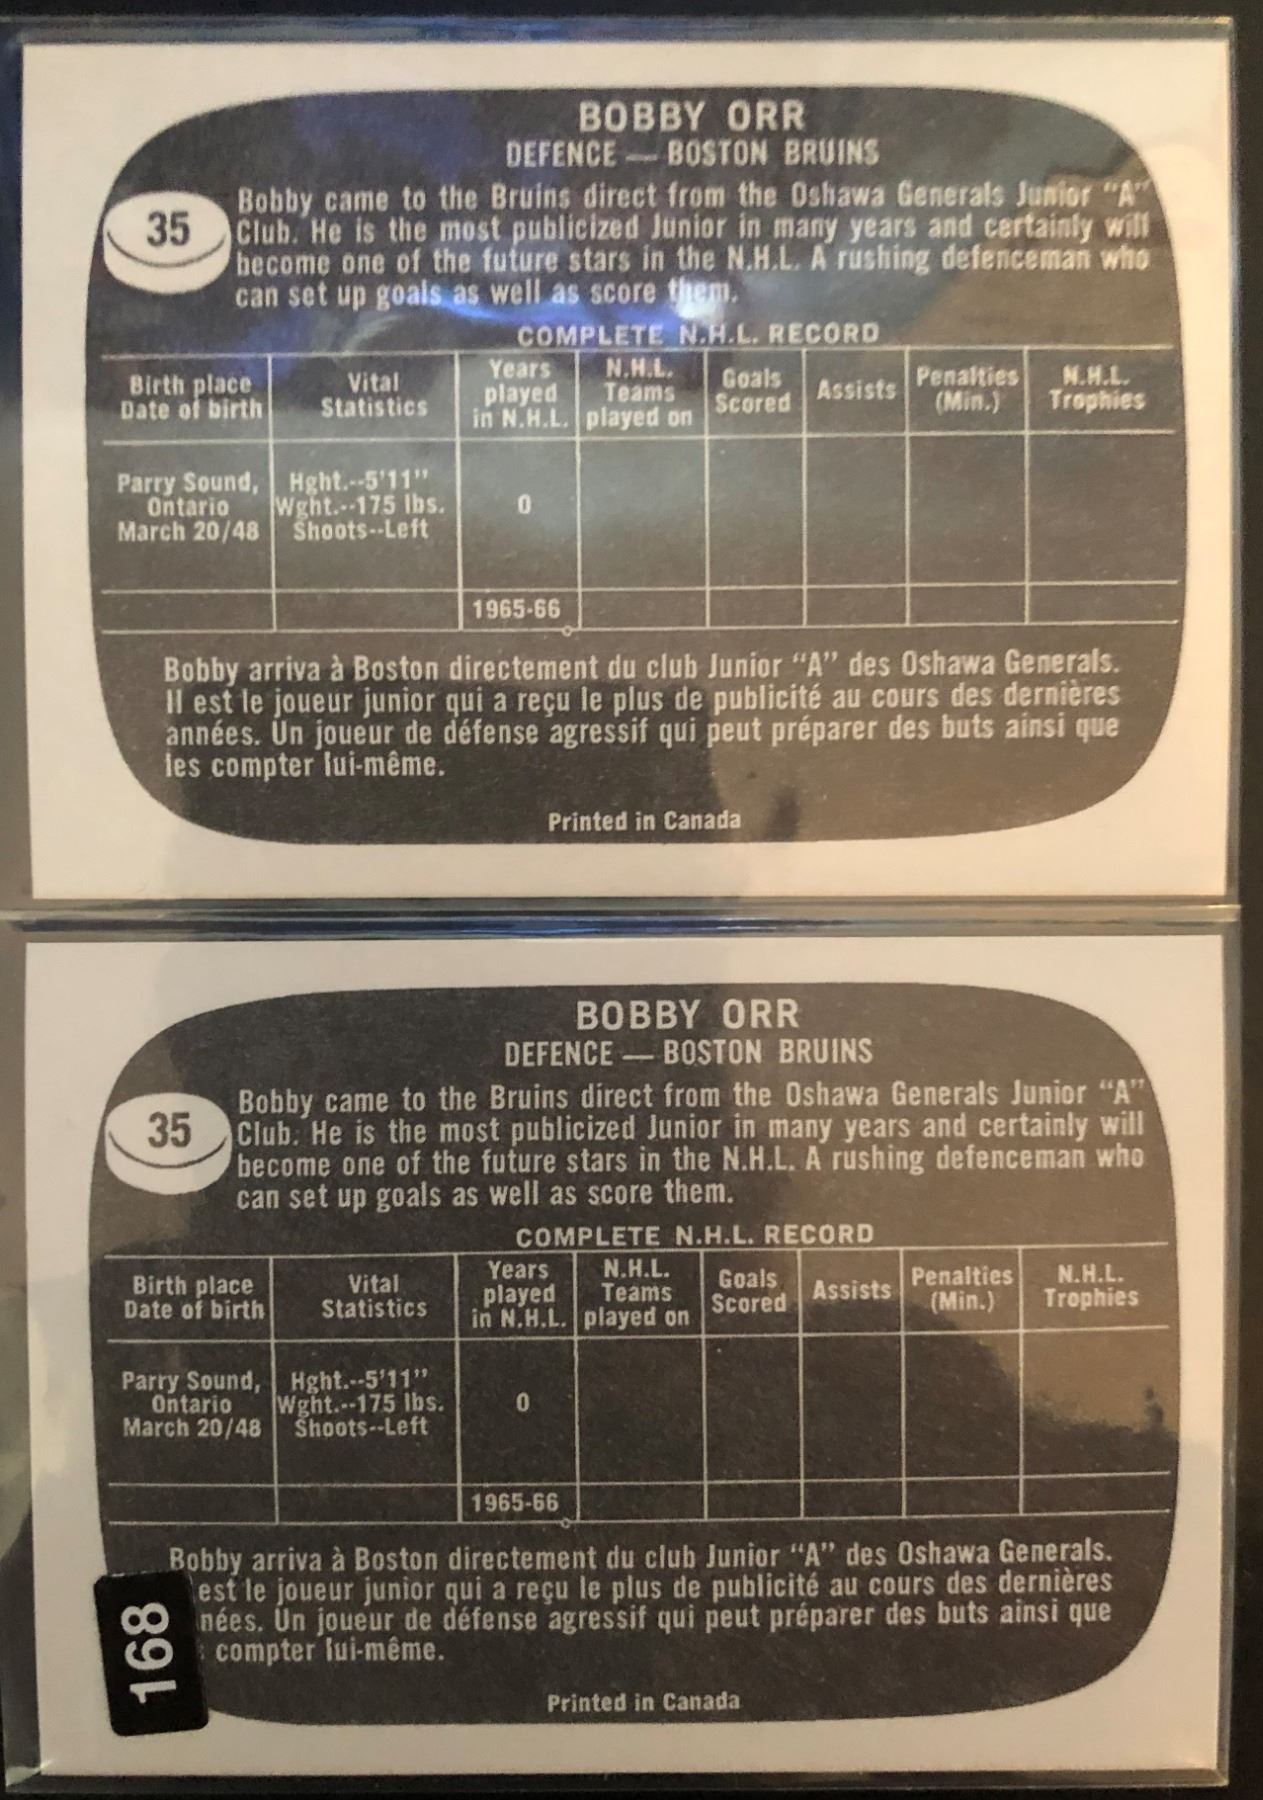 BOBBY ORR
DEFENCE — BOSTON BRUINS
35
Bobby came to the Bruins direct from the Oshawa Generals Junior “A”
Club. He is the most publicized Junior in many years and certainly will
become one of the future stars in the N.H.L. A rushing defenceman who
can set up goals as well as score them.
COMPLETE N.H.L. RECORD
Birth place Date of birth
Vital Statistics
Years played in N.H.L.
N.H.L. Teams played on
Goals Scored
Assists
Penalties (Min.)
N.H.L. Trophies
Parry Sound, Ontario March 20/48
Hght.--5'11" Wght.--175 lbs. Shoots--Left
0
1965-66
Bobby arriva à Boston directement du club Junior “A” des Oshawa Generals.
Il est le joueur junior qui a reçu le plus de publicité au cours des dernières
années. Un joueur de défense agressif qui peut préparer des buts ainsi que
les compter lui-même.
Printed in Canada
BOBBY ORR
DEFENCE — BOSTON BRUINS
35
Bobby came to the Bruins direct from the Oshawa Generals Junior “A”
Club. He is the most publicized Junior in many years and certainly will
become one of the future stars in the N.H.L. A rushing defenceman who
can set up goals as well as score them.
COMPLETE N.H.L. RECORD
Birth place Date of birth
Vital Statistics
Years played in N.H.L.
N.H.L. Teams played on
Goals Scored
Assists
Penalties (Min.)
N.H.L. Trophies
Parry Sound, Ontario March 20/48
Hght.--5'11" Wght.--175 lbs. Shoots--Left
0
1965-66
Bobby arriva à Boston directement du club Junior “A” des Oshawa Generals.
est le joueur junior qui a reçu le plus de publicité au cours des dernières
nées. Un joueur de défense agressif qui peut préparer des buts ainsi que
compter lui-même.
168
Printed in Canada